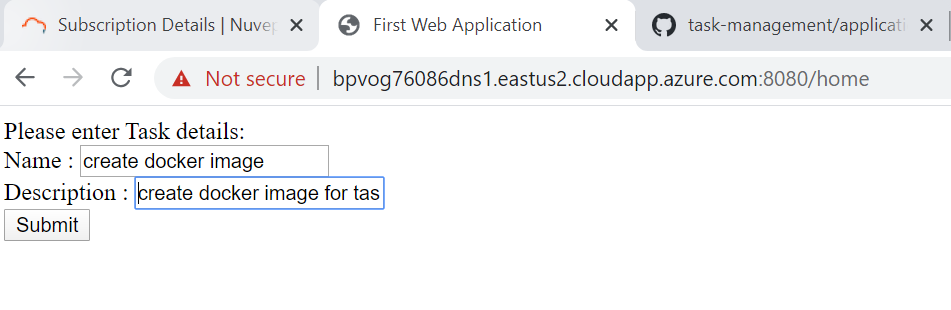 Subscription Details | Nuvep
First Web Application
task-management/applicati
Not secure | bpvog76086dns1.eastus2.cloudapp.azure.com:8080/home
Please enter Task details:
Name : create docker image
Description : create docker image for tas
Submit